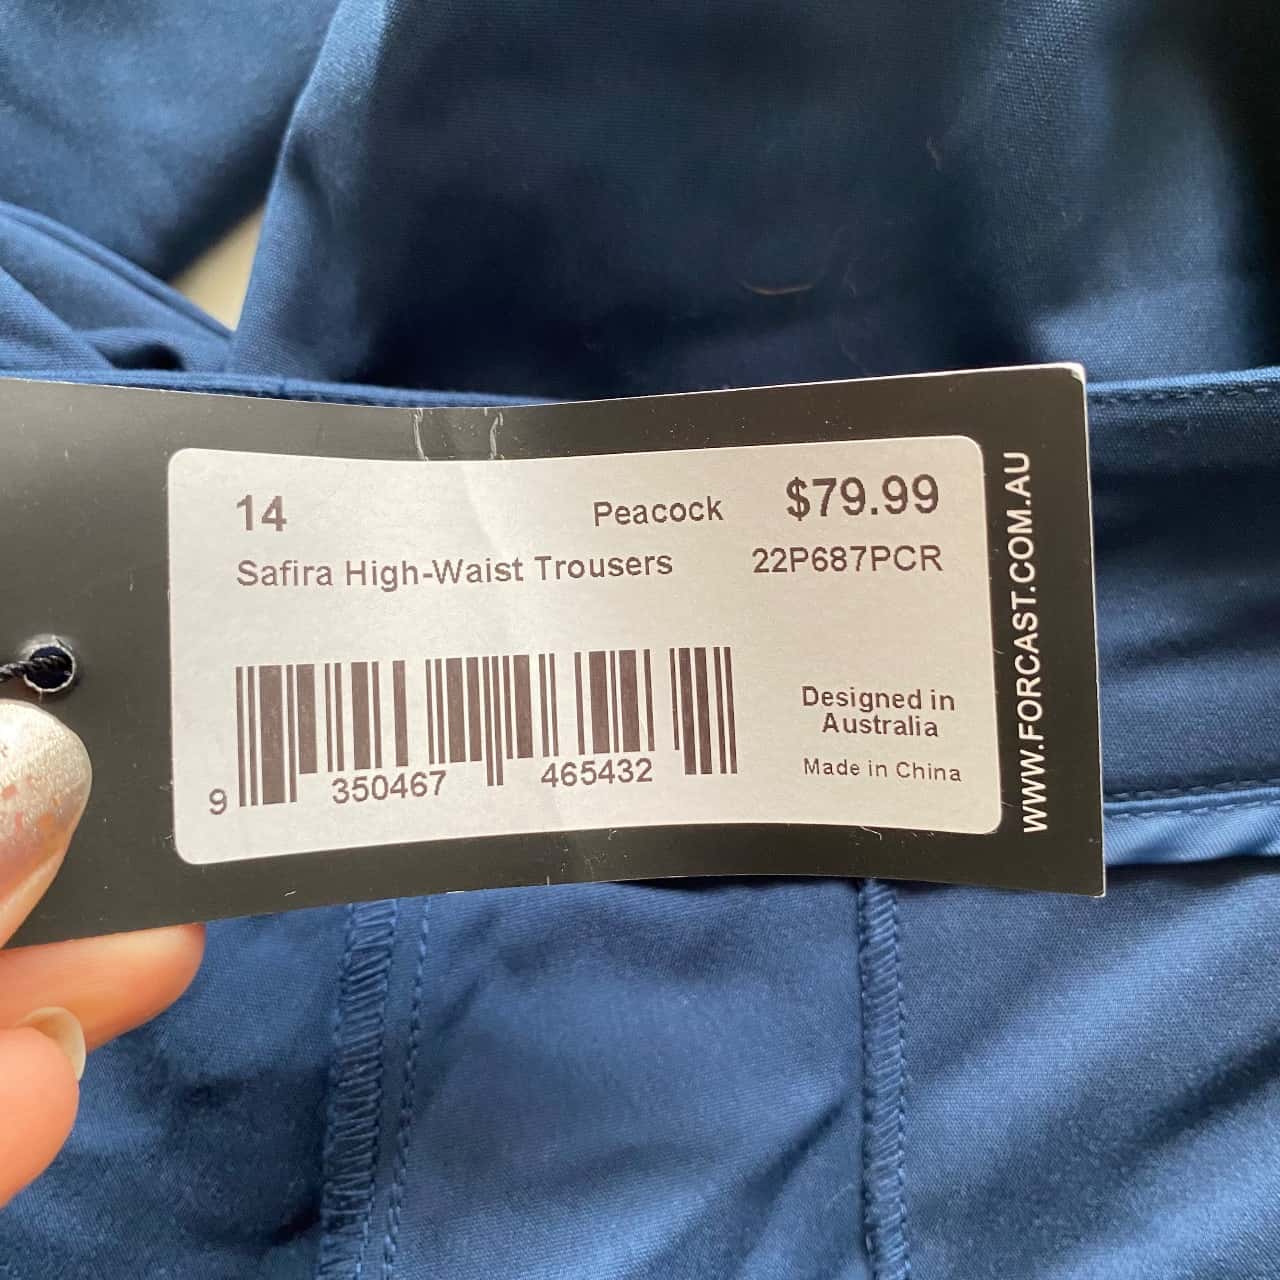 14 Peacock $79.99
Safira High-Waist Trousers 22P687PCR
Designed in
Australia
Made in China
9 350467 465432
WWW.FORCAST.COM.AU